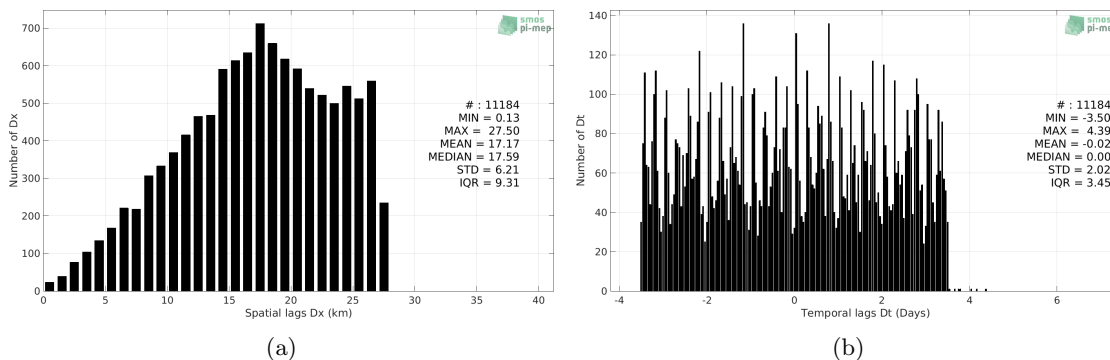 700
600
500
400
300
200
100
0
Number of Dx
smos
pi-mep
# : 11184
MIN = 0.13
MAX = 27.50
MEAN = 17.17
MEDIAN = 17.59
STD = 6.21
IQR = 9.31
0 5 10 15 20 25 30 35 40
Spatial lags Dx (km)
(a)
140
120
100
80
60
40
20
0
Number of Dt
smos
pi-mep
# : 11184
MIN = -3.50
MAX = 4.39
MEAN = -0.02
MEDIAN = 0.00
STD = 2.02
IQR = 3.45
-4 -2 0 2 4 6
Temporal lags Dt (Days)
(b)